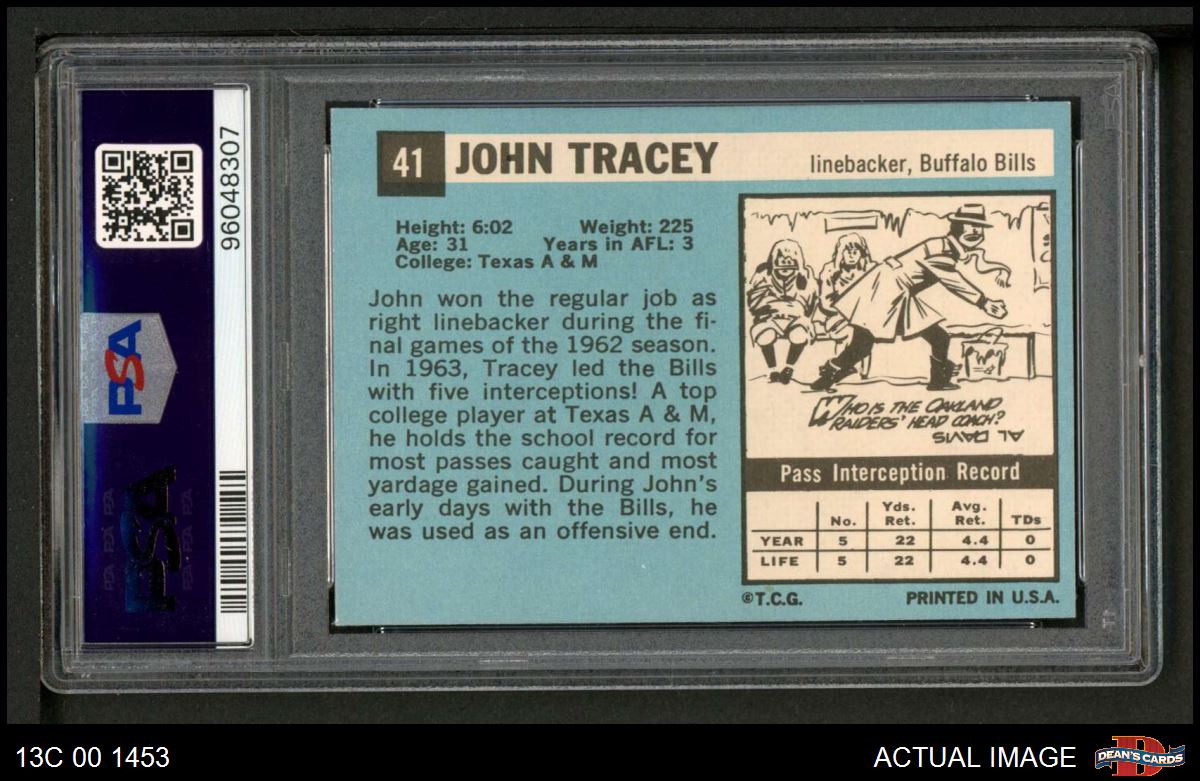 PSA
96048307
PSA
41 JOHN TRACEY linebacker, Buffalo Bills
Height: 6:02 Weight: 225
Age: 31 Years in AFL: 3
College: Texas A & M
John won the regular job as
right linebacker during the fi-
nal games of the 1962 season.
In 1963, Tracey led the Bills
with five interceptions! A top
college player at Texas A & M,
he holds the school record for
most passes caught and most
yardage gained. During John's
early days with the Bills, he
was used as an offensive end.
WHO IS THE OAKLAND
RAIDERS' HEAD COACH?
AL DAVIS
Pass Interception Record
No. Yds. Ret. Avg. Ret. TDs
YEAR 5 22 4.4 0
LIFE 5 22 4.4 0
©T.C.G. PRINTED IN U.S.A.
13C 00 1453 ACTUAL IMAGE DEAN'S CARDS